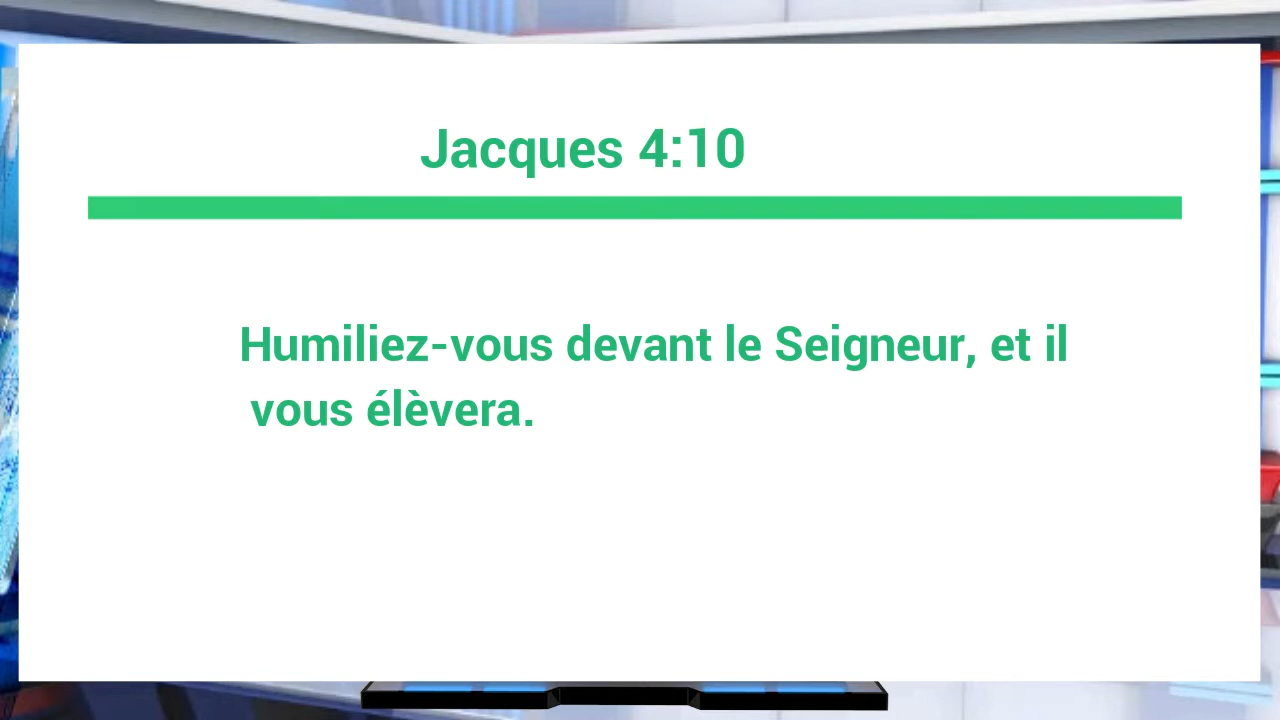 Jacques 4:10
Humiliez-vous devant le Seigneur, et il
vous élèvera.